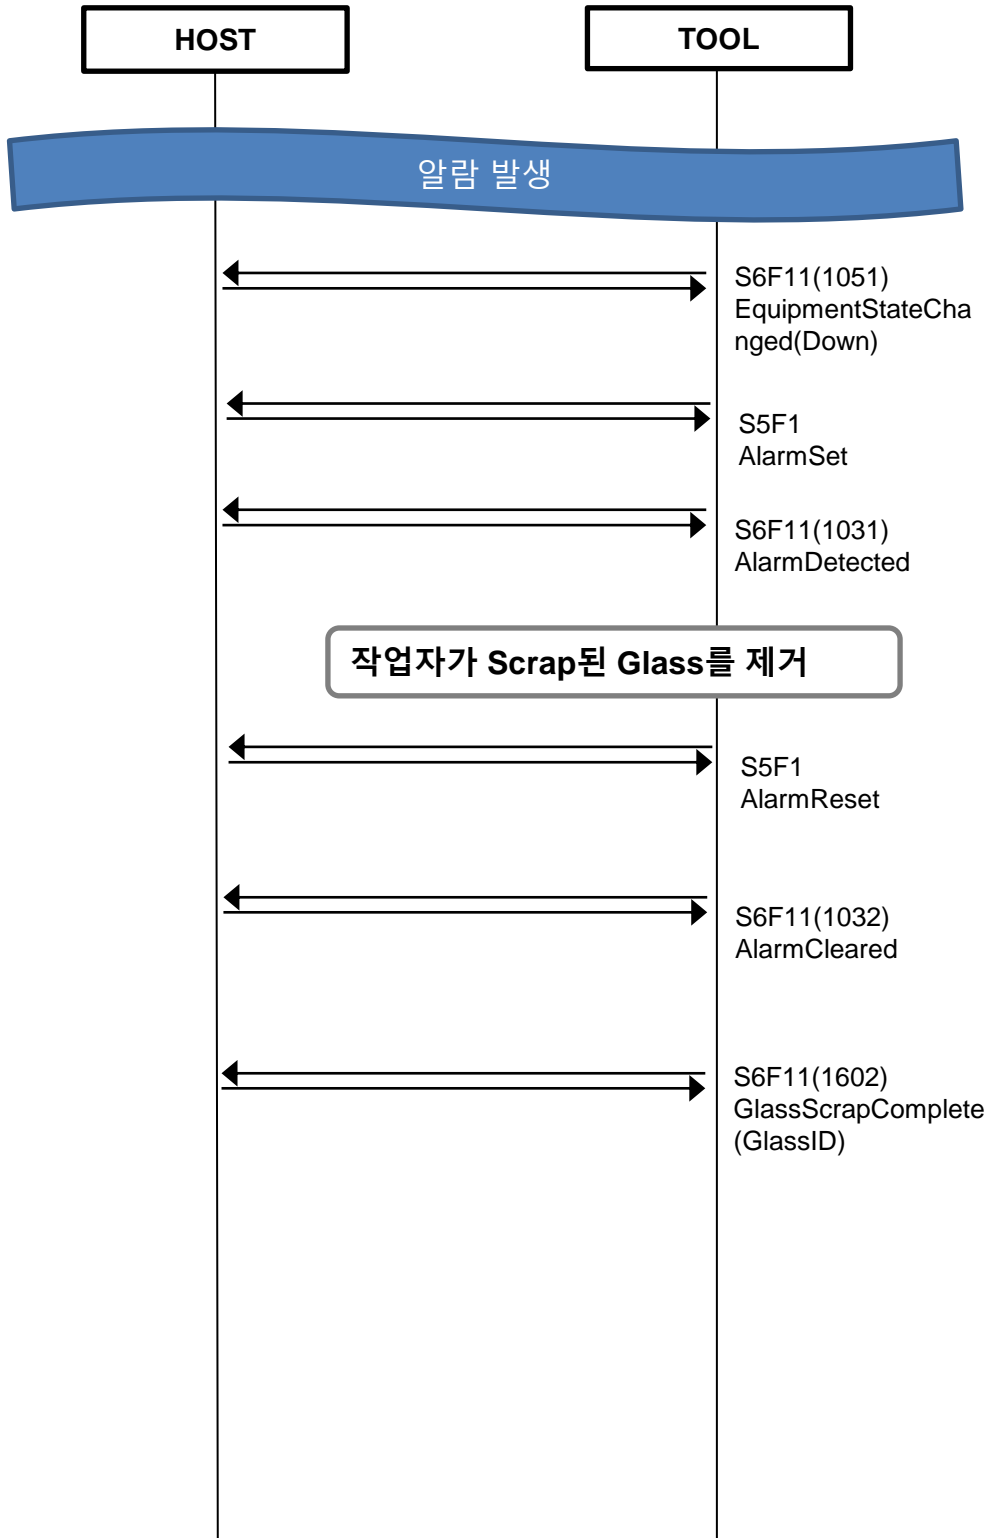 HOST
TOOL
알람 발생
S6F11(1051)
EquipmentStateCha
nged(Down)
S5F1
AlarmSet
S6F11(1031)
AlarmDetected
작업자가 Scrap된 Glass를 제거
S5F1
AlarmReset
S6F11(1032)
AlarmCleared
S6F11(1602)
GlassScrapComplete
(GlassID)